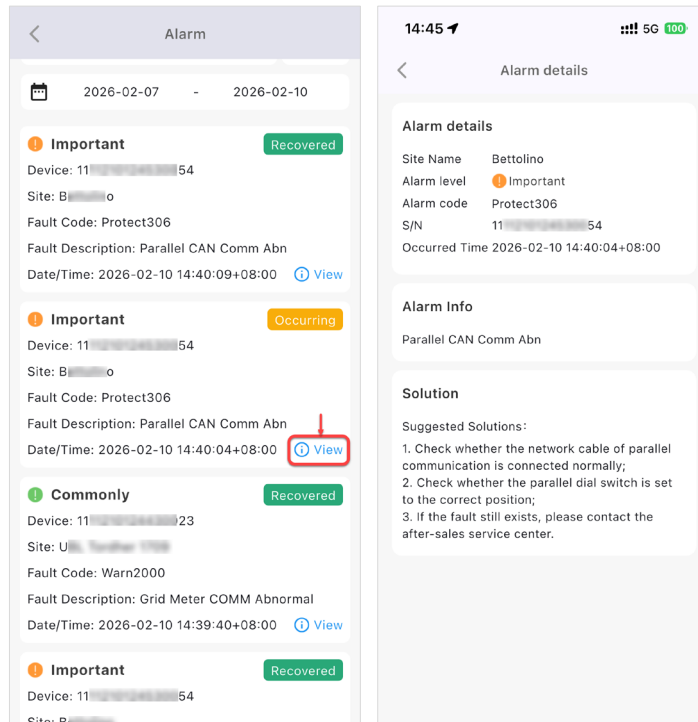 Alarm
2026-02-07 - 2026-02-10
Important
Recovered
Device: 11 54
Site: B o
Fault Code: Protect306
Fault Description: Parallel CAN Comm Abn
Date/Time: 2026-02-10 14:40:09+08:00 View
Important
Occurring
Device: 11 54
Site: B o
Fault Code: Protect306
Fault Description: Parallel CAN Comm Abn
Date/Time: 2026-02-10 14:40:04+08:00 View
Commonly
Recovered
Device: 11 23
Site: U
Fault Code: Warn2000
Fault Description: Grid Meter COMM Abnormal
Date/Time: 2026-02-10 14:39:40+08:00 View
Important
Recovered
Device: 11 54
Site: B
14:45 5G 100
Alarm details
Alarm details
Site Name Bettolino
Alarm level Important
Alarm code Protect306
S/N 11 54
Occurred Time 2026-02-10 14:40:04+08:00
Alarm Info
Parallel CAN Comm Abn
Solution
Suggested Solutions:
1. Check whether the network cable of parallel
communication is connected normally;
2. Check whether the parallel dial switch is set
to the correct position;
3. If the fault still exists, please contact the
after-sales service center.